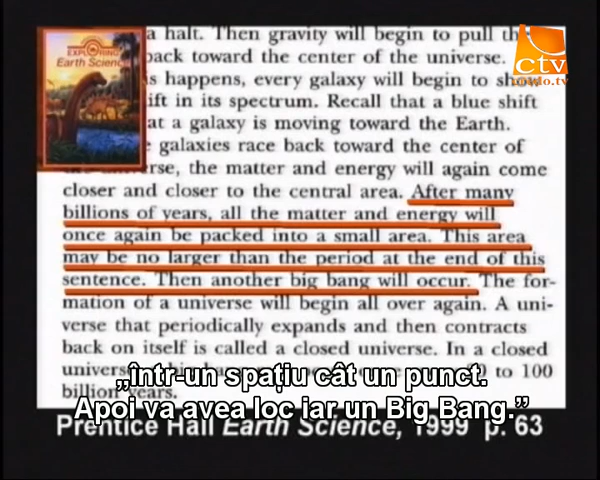 a halt. Then gravity will begin to pull
EXPLORING
Earth Science
back toward the center of the universe.
s happens, every galaxy will begin to show
ift in its spectrum. Recall that a blue shift
at a galaxy is moving toward the Earth.
galaxies race back toward the center of
rse, the matter and energy will again come
closer and closer to the central area. After many
billions of years, all the matter and energy will
once again be packed into a small area. This area
may be no larger than the period at the end of this
sentence. Then another big bang will occur. The for-
mation of a universe will begin all over again. A uni-
verse that periodically expands and then contracts
back on itself is called a closed universe. In a closed
to 100
billion years.
ctv
„într-un spațiu cât un punct.
Apoi va avea loc iar un Big Bang.”
Prentice Hall Earth Science, 1999 p. 63